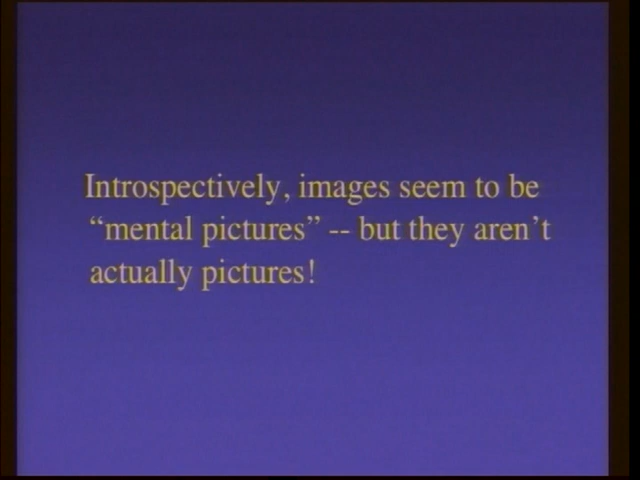 Introspectively, images seem to be
“mental pictures” -- but they aren’t
actually pictures!